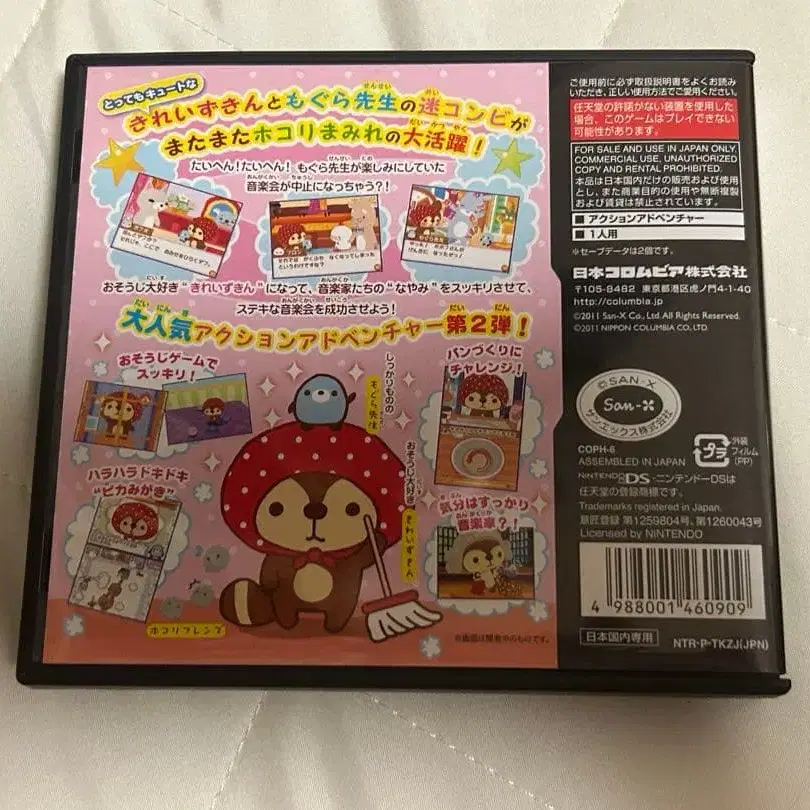 とってもキュートな
きれいずきんともぐら先生の迷コンビが
またまたホコリまみれの大活躍！
たいへん！たいへん！ もぐら先生が楽しみにしていた
音楽会が中止になっちゃう？！
おそうじ大好き“きれいずきん”になって、音楽家たちの“なやみ”をスッキリさせて、
ステキな音楽会を成功させよう！
大人気アクションアドベンチャー第2弾！
おそうじゲームで
スッキリ！
しっかりものの
もぐら先生
パンづくりに
チャレンジ！
ハラハラドキドキ
“ピカみがき”
おそうじ大好き
きれいずきん
気分はすっかり
音楽家？！
ホコリフレンズ
※画面は開発中のものです。
ご使用前に必ず取扱説明書をよくお読み
いただき、正しい使用方法でご愛用ください。
任天堂の許諾がない装置を使用した
場合、このゲームはプレイできない
可能性があります。
FOR SALE AND USE IN JAPAN ONLY.
COMMERCIAL USE, UNAUTHORIZED
COPY AND RENTAL PROHIBITED.
本品は日本国内だけの販売および使用
とし、また商業目的の使用や無断複製
および賃貸は禁止されています。
■ アクションアドベンチャー
■ 1人用
※セーブデータは2個です。
日本コロムビア株式会社
〒105-8482 東京都港区虎ノ門4-1-40
http://columbia.jp
©2011 San-X Co., Ltd. All Rights Reserved.
©2011 NIPPON COLUMBIA CO., LTD.
©SAN-X
San-X
サンエックス株式会社
COPH-6
ASSEMBLED IN JAPAN
プラ
外装
フィルム
(PP)
NINTENDO DS・ニンテンドーDSは
任天堂の登録商標です。
Trademarks registered in Japan.
意匠登録 第1259804号、第1260043号
Licensed by NINTENDO
4 988001 460909
日本国内専用
NTR-P-TKZJ(JPN)